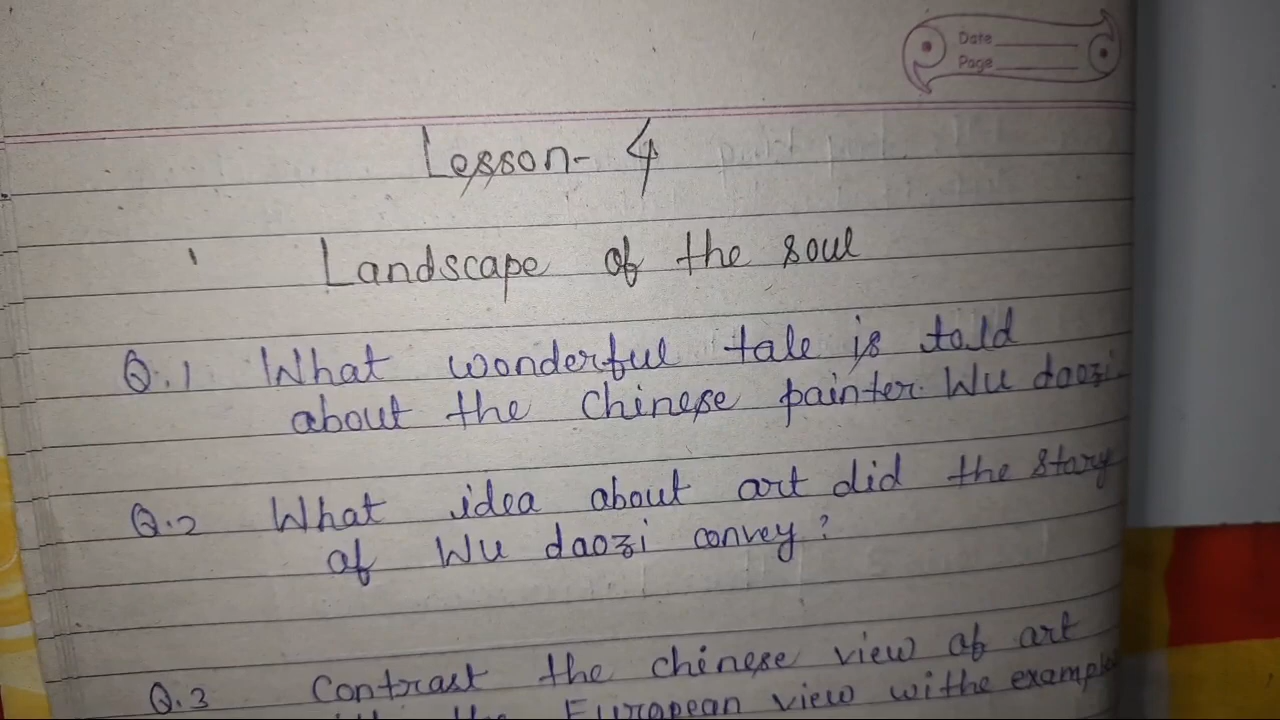 Date
Page
Lesson- 4
Landscape of the soul
Q.1 What wonderful tale is told
about the Chinese painter Wu daozi
Q.2 What idea about art did the story
of Wu daozi convey?
Q.3 Contrast the chinese view of art
the European view withe example